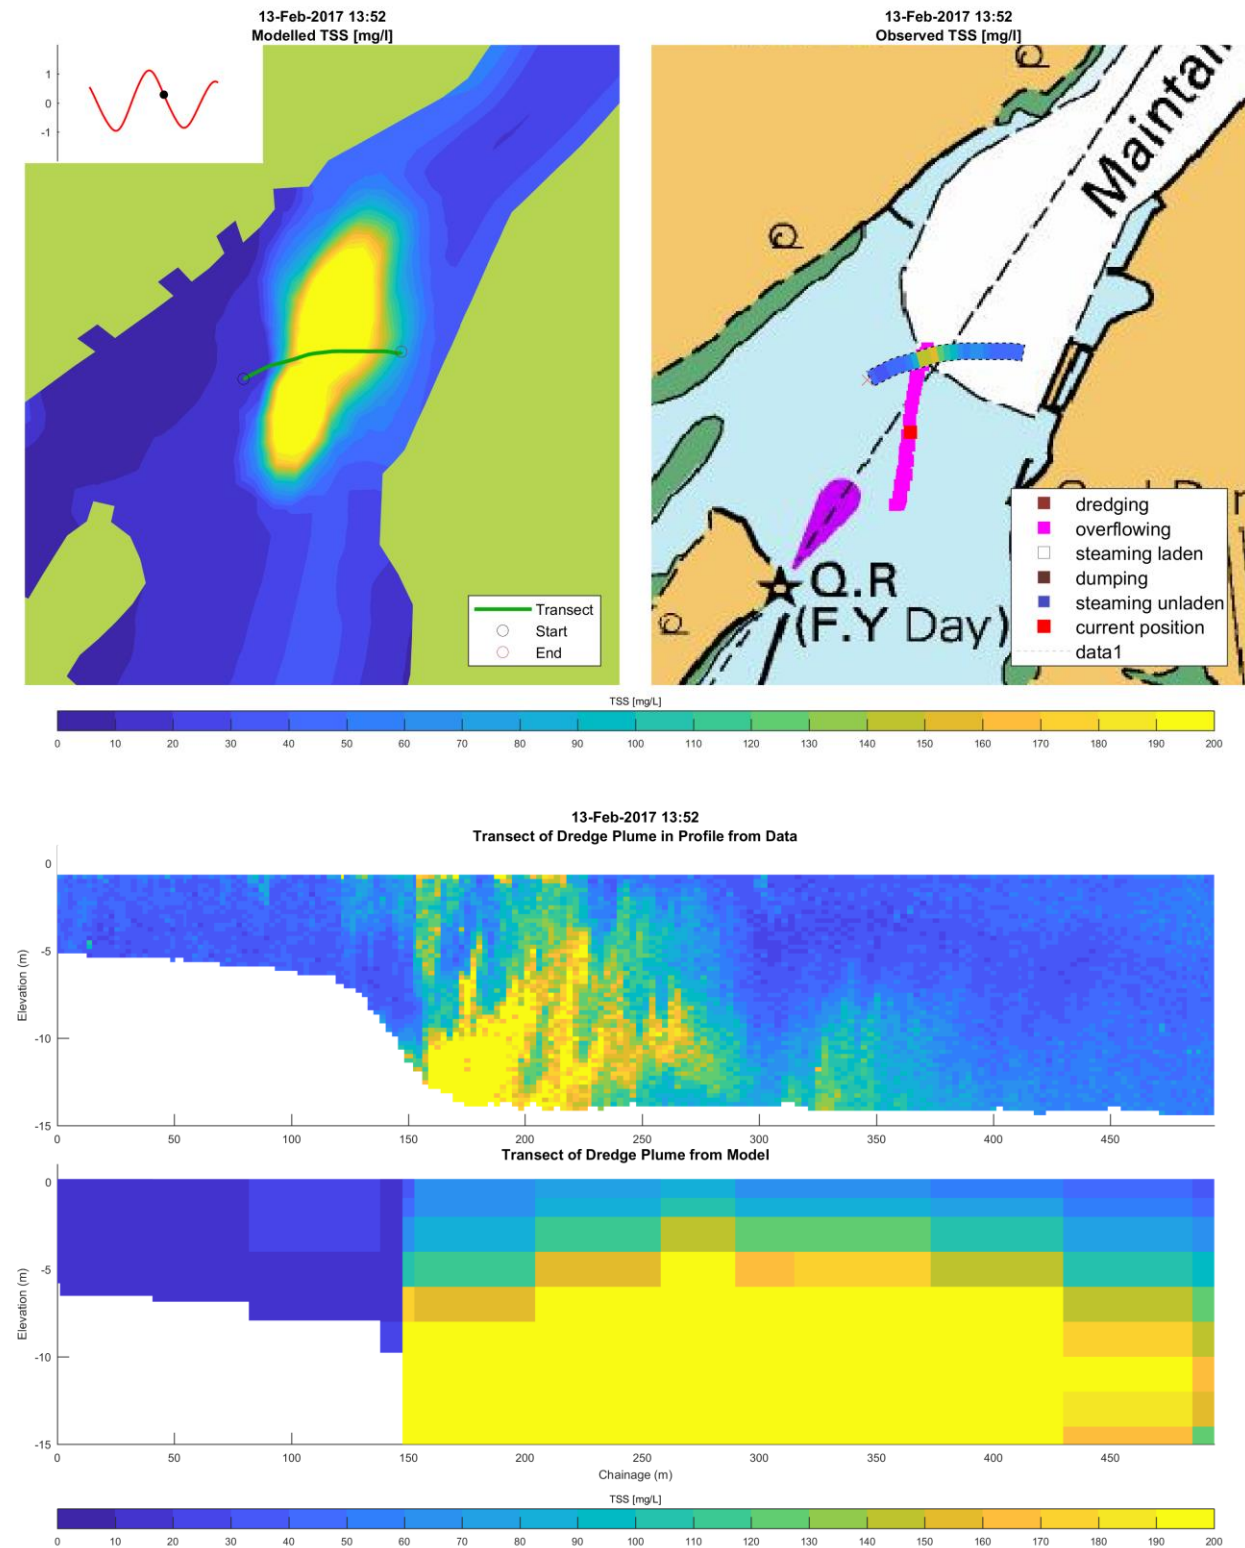 13-Feb-2017 13:52
Modelled TSS [mg/l]
1
0
-1
Transect
Start
End
13-Feb-2017 13:52
Observed TSS [mg/l]
Maintai
Q.R
(F.Y Day)
dredging
overflowing
steaming laden
dumping
steaming unladen
current position
data1
TSS [mg/L]
0 10 20 30 40 50 60 70 80 90 100 110 120 130 140 150 160 170 180 190 200
13-Feb-2017 13:52
Transect of Dredge Plume in Profile from Data
Elevation (m)
0
-5
-10
-15
0 50 100 150 200 250 300 350 400 450
Transect of Dredge Plume from Model
Elevation (m)
0
-5
-10
-15
0 50 100 150 200 250 300 350 400 450
Chainage (m)
TSS [mg/L]
0 10 20 30 40 50 60 70 80 90 100 110 120 130 140 150 160 170 180 190 200